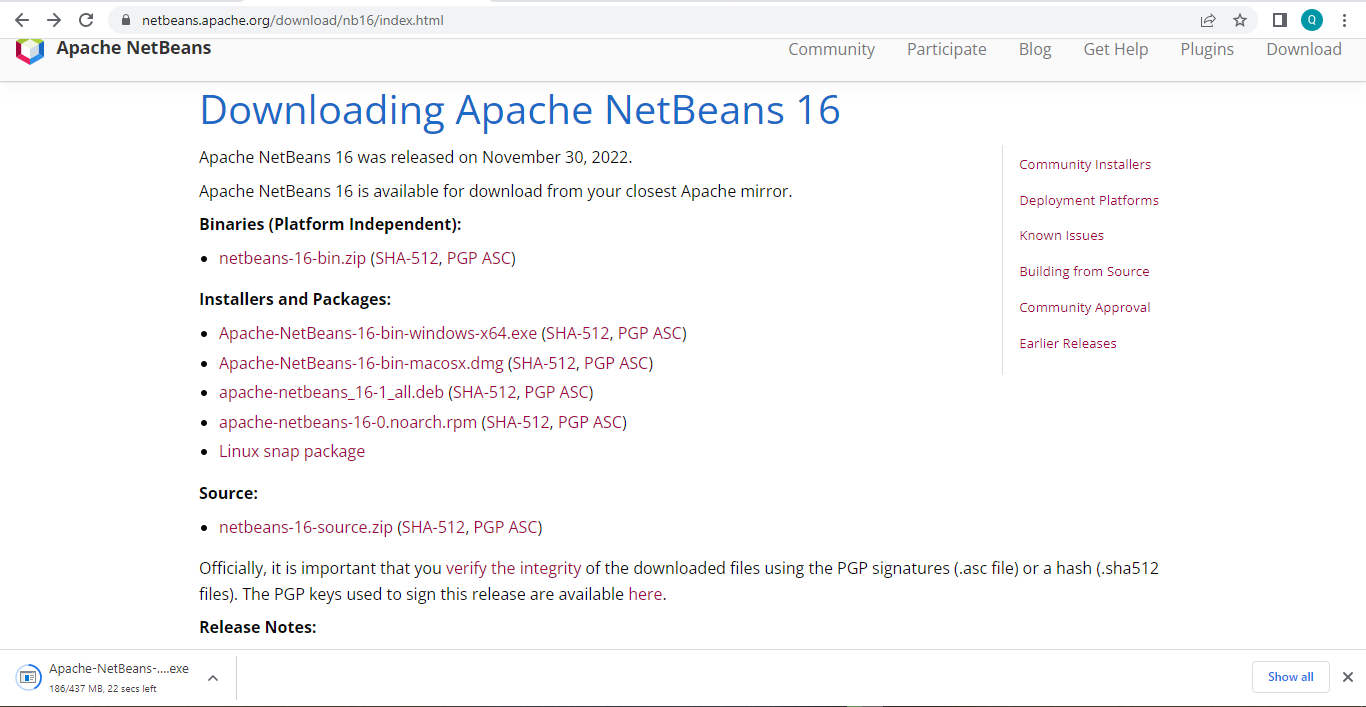 netbeans.apache.org/download/nb16/index.html
Q
Apache NetBeans
Community
Participate
Blog
Get Help
Plugins
Download
Downloading Apache NetBeans 16
Apache NetBeans 16 was released on November 30, 2022.
Apache NetBeans 16 is available for download from your closest Apache mirror.
Binaries (Platform Independent):
netbeans-16-bin.zip (SHA-512, PGP ASC)
Installers and Packages:
Apache-NetBeans-16-bin-windows-x64.exe (SHA-512, PGP ASC)
Apache-NetBeans-16-bin-macosx.dmg (SHA-512, PGP ASC)
apache-netbeans_16-1_all.deb (SHA-512, PGP ASC)
apache-netbeans-16-0.noarch.rpm (SHA-512, PGP ASC)
Linux snap package
Source:
netbeans-16-source.zip (SHA-512, PGP ASC)
Officially, it is important that you verify the integrity of the downloaded files using the PGP signatures (.asc file) or a hash (.sha512
files). The PGP keys used to sign this release are available here.
Release Notes:
Community Installers
Deployment Platforms
Known Issues
Building from Source
Community Approval
Earlier Releases
Apache-NetBeans-....exe
186/437 MB, 22 secs left
Show all